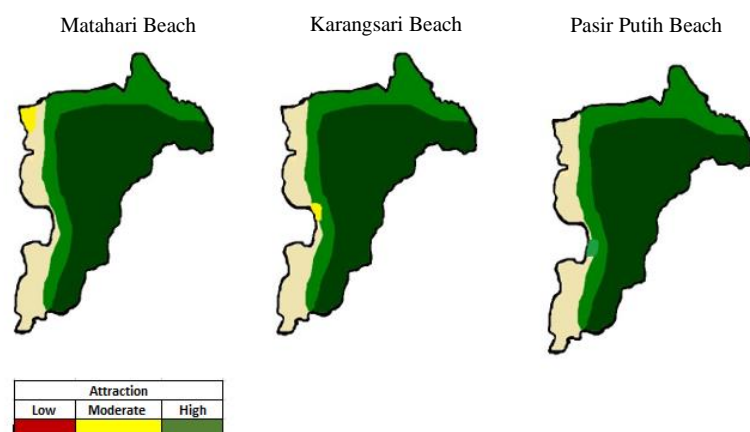 Matahari Beach Karangsari Beach Pasir Putih Beach
Attraction
Low Moderate High